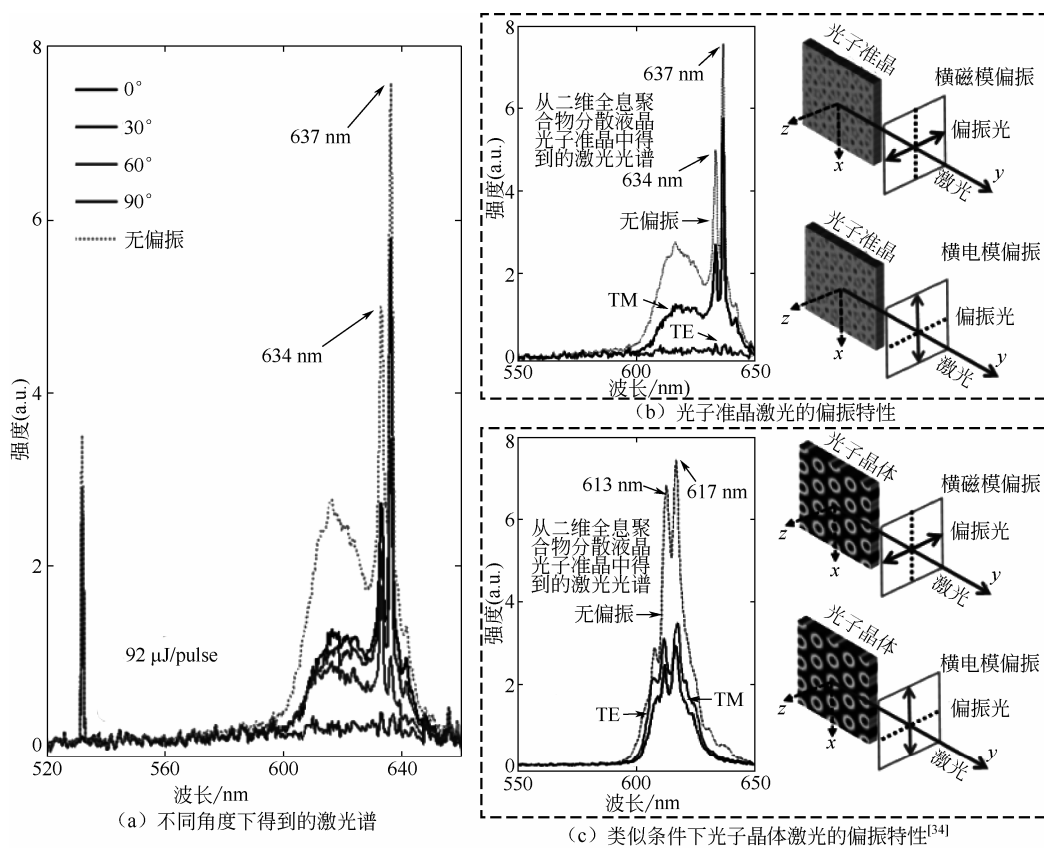 8
6
4
2
0
强度(a.u.)
0°
30°
60°
90°
无偏振
637 nm
634 nm
92 μJ/pulse
520
560
600
640
波长/nm
(a) 不同角度下得到的激光谱
8
6
4
2
0
强度(a.u.)
637 nm
从二维全息聚
合物分散液晶
光子准晶中得
到的激光光谱
634 nm
无偏振
TM
TE
550
600
650
波长/nm)
光子准晶
横磁模偏振
偏振光
z
x
激光
y
光子准晶
横电模偏振
偏振光
z
x
激光
y
(b) 光子准晶激光的偏振特性
8
6
4
2
0
强度(a.u.)
613 nm
617 nm
从二维全息聚
合物分散液晶
光子准晶中得
到的激光光谱
无偏振
TE
TM
550
600
650
波长/nm
光子晶体
横磁模偏振
偏振光
z
x
激光
y
光子晶体
横电模偏振
偏振光
z
x
激光
y
(c) 类似条件下光子晶体激光的偏振特性[34]